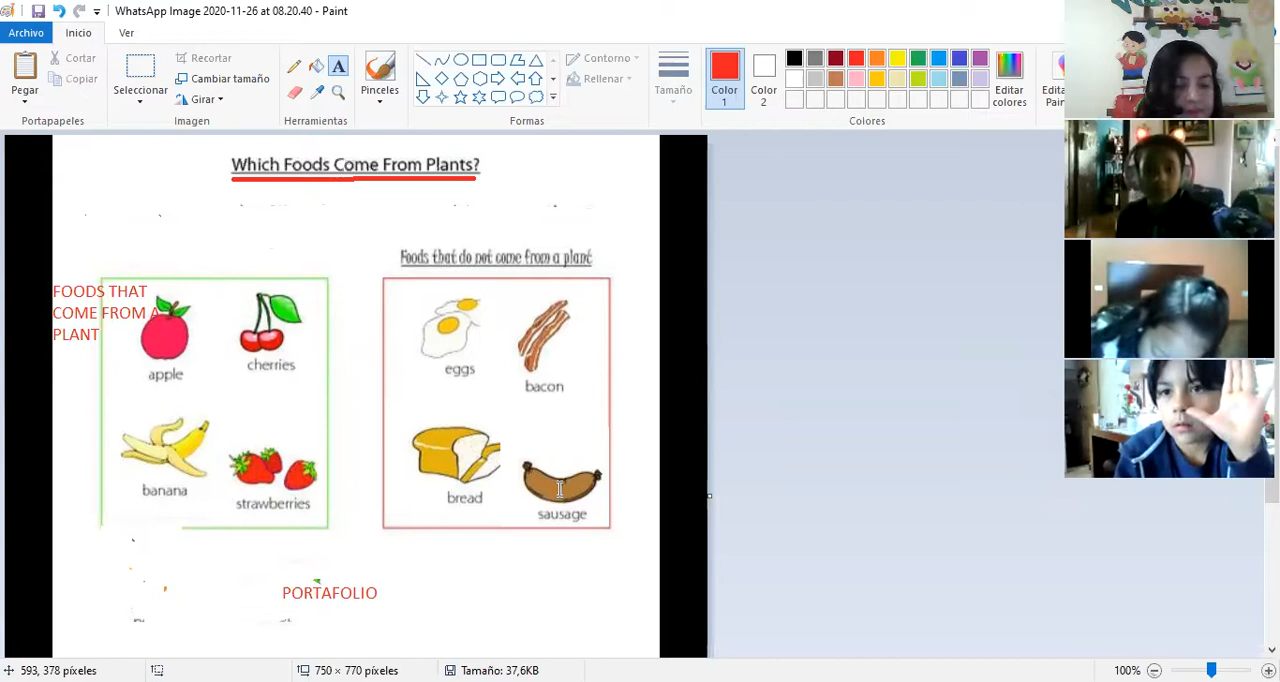 WhatsApp Image 2020-11-26 at 08.20.40 - Paint
Archivo Inicio Ver
Pegar
Cortar
Copiar
Portapapeles
Seleccionar
Recortar
Cambiar tamaño
Girar
Imagen
A
Herramientas
Pinceles
Contorno
Rellenar
Formas
Tamaño
Color 1
Color 2
Editar colores
Colores
Which Foods Come From Plants?
Foods that do not come from a plant
FOODS THAT
COME FROM A
PLANT
apple
cherries
banana
strawberries
eggs
bacon
bread
sausage
PORTAFOLIO
593, 378 píxeles
750 × 770 píxeles
Tamaño: 37,6KB
100%